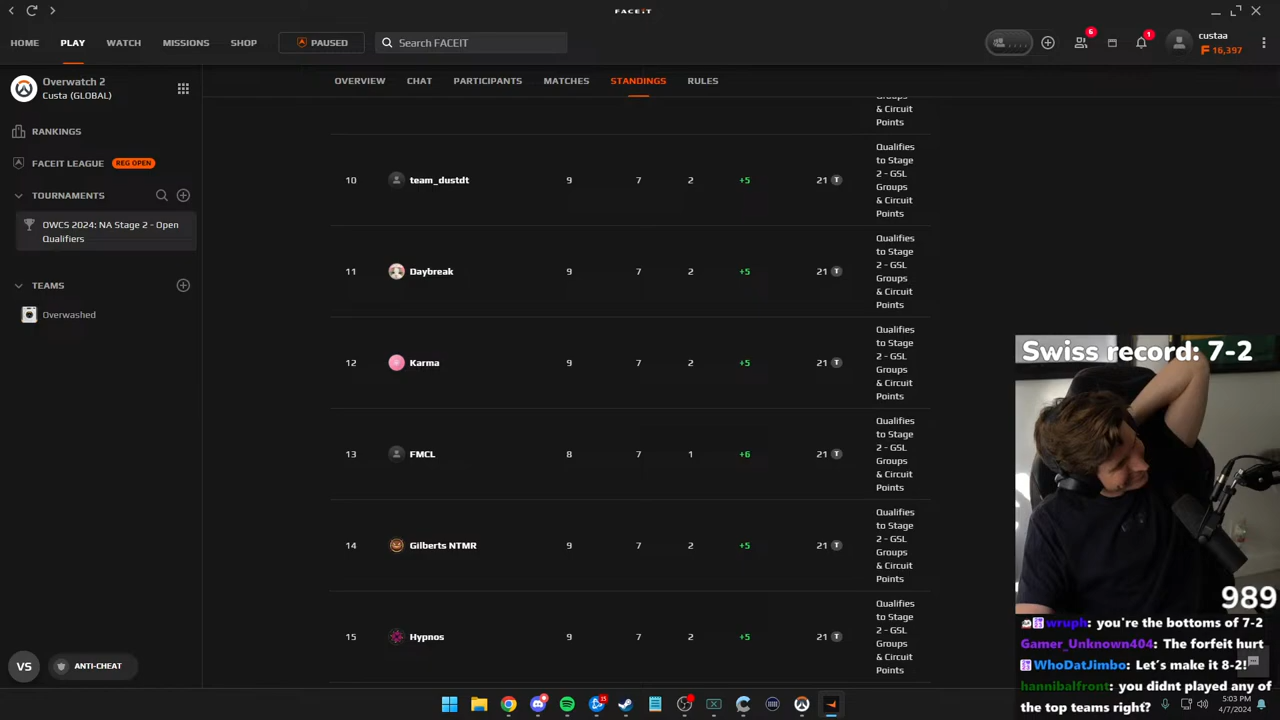 FACEIT
HOME
PLAY
WATCH
MISSIONS
SHOP
PAUSED
Search FACEIT
6
1
custaa
16,397
Overwatch 2
Custa (GLOBAL)
RANKINGS
FACEIT LEAGUE REG OPEN
TOURNAMENTS
OWCS 2024: NA Stage 2 - Open
Qualifiers
TEAMS
Overwashed
VS
ANTI-CHEAT
OVERVIEW
CHAT
PARTICIPANTS
MATCHES
STANDINGS
RULES
Groups
& Circuit
Points
10 team_dustdt 9 7 2 +5 21 T
Qualifies
to Stage
2 - GSL
Groups
& Circuit
Points
11 Daybreak 9 7 2 +5 21 T
Qualifies
to Stage
2 - GSL
Groups
& Circuit
Points
12 Karma 9 7 2 +5 21 T
Qualifies
to Stage
2 - GSL
Groups
& Circuit
Points
13 FMCL 8 7 1 +6 21 T
Qualifies
to Stage
2 - GSL
Groups
& Circuit
Points
14 Gilberts NTMR 9 7 2 +5 21 T
Qualifies
to Stage
2 - GSL
Groups
& Circuit
Points
15 Hypnos 9 7 2 +5 21 T
Qualifies
to Stage
2 - GSL
Groups
& Circuit
Points
Swiss record: 7-2
989
wruph: you're the bottoms of 7-2
Gamer_Unknown404: The forfeit hurt
WhoDatJimbo: Let's make it 8-2!
hannibalfront: you didnt played any of
the top teams right?
5:03 PM
4/7/2024